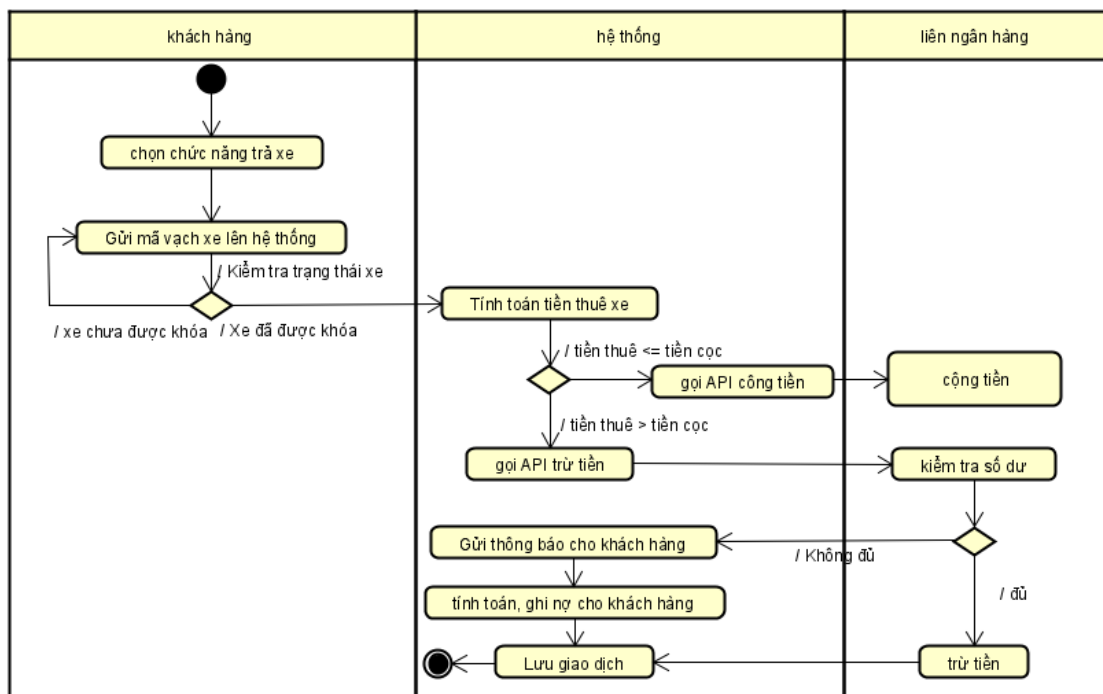 khách hàng
hệ thống
liên ngân hàng
chọn chức năng trả xe
Gửi mã vạch xe lên hệ thống
/ Kiểm tra trạng thái xe
/ xe chưa được khóa
/ Xe đã được khóa
Tính toán tiền thuê xe
/ tiền thuê <= tiền cọc
gọi API công tiền
cộng tiền
/ tiền thuê > tiền cọc
gọi API trừ tiền
kiểm tra số dư
Gửi thông báo cho khách hàng
/ Không đủ
tính toán, ghi nợ cho khách hàng
/ đủ
Lưu giao dịch
trừ tiền